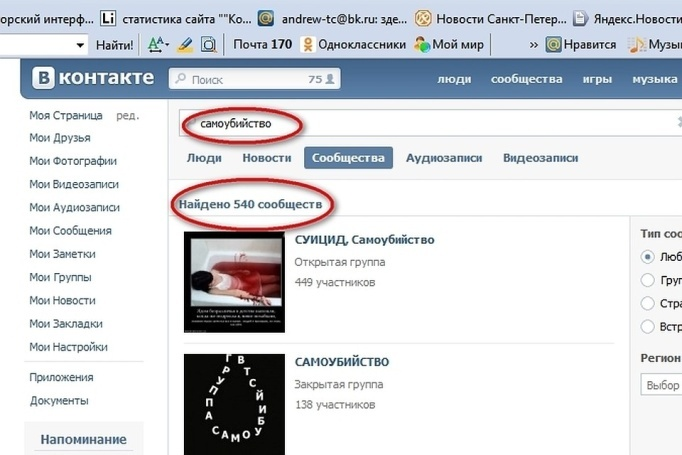 орский интерф...
Li
статистика сайта ""Ко...
andrew-tc@bk.ru: зде...
Новости Санкт-Петер...
Яндекс.Новости
Найти!
Почта 170
Одноклассники
Мой мир
»
@ Нравится
Музы
В контакте
Поиск
75
люди
сообщества
игры
музыка
Моя Страница ред.
Мои Друзья
Мои Фотографии
Мои Видеозаписи
Мои Аудиозаписи
Мои Сообщения
Мои Заметки
Мои Группы
Мои Новости
Мои Закладки
Мои Настройки
Приложения
Документы
Напоминание
самоубийство
Люди
Новости
Сообщества
Аудиозаписи
Видеозаписи
Найдено 540 сообществ
СУИЦИД, Самоубийство
Открытая группа
449 участников
САМОУБИЙСТВО
Закрытая группа
138 участников
ГРУППА САМОУБИЙСТВ
Тип соо
Люб
Груп
Стра
Встр
Регион
Выбор